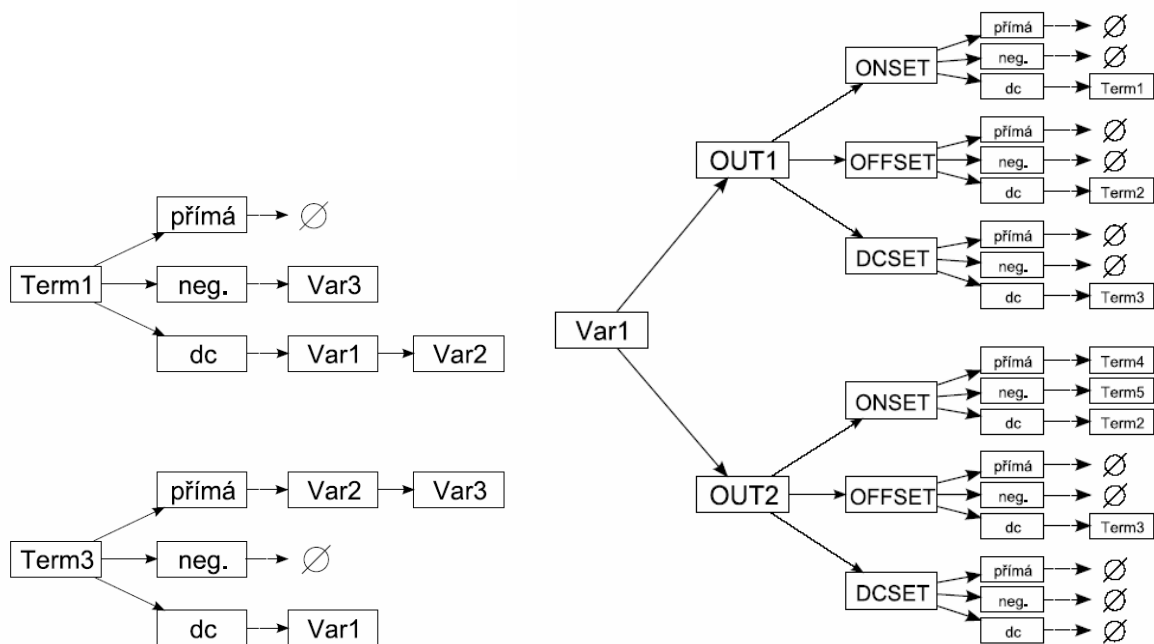 Term1
přímá
∅
neg.
Var3
dc
Var1
Var2
Term3
přímá
Var2
Var3
neg.
∅
dc
Var1
Var1
OUT1
ONSET
přímá
∅
neg.
∅
dc
Term1
OFFSET
přímá
∅
neg.
∅
dc
Term2
DCSET
přímá
∅
neg.
∅
dc
Term3
OUT2
ONSET
přímá
Term4
neg.
Term5
dc
Term2
OFFSET
přímá
∅
neg.
∅
dc
Term3
DCSET
přímá
∅
neg.
∅
dc
∅